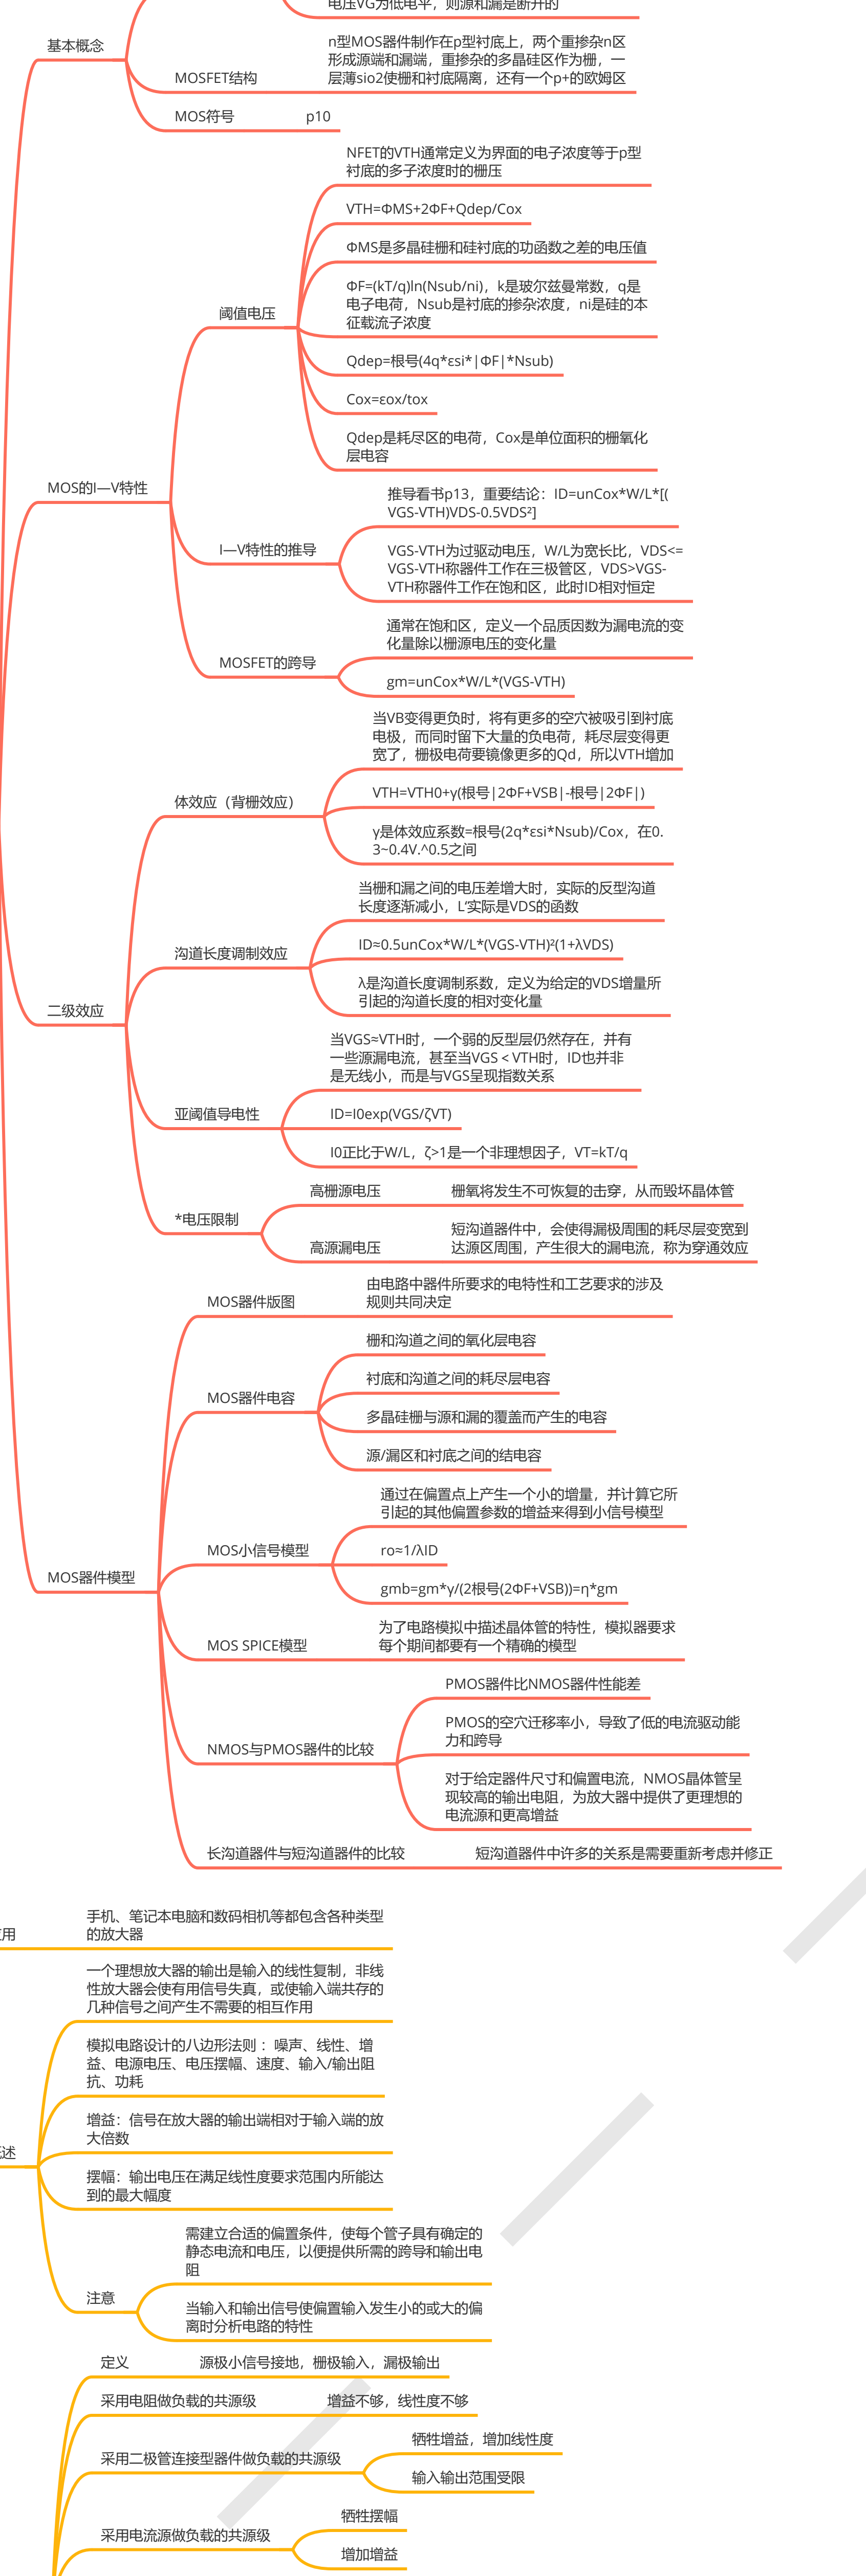 电压VG为低电平，则源和漏是断开的
基本概念
n型MOS器件制作在p型衬底上，两个重掺杂n区
形成源端和漏端，重掺杂的多晶硅区作为栅，一
层薄sio2使栅和衬底隔离，还有一个p+的欧姆区
MOSFET结构
MOS符号
p10
NFET的VTH通常定义为界面的电子浓度等于p型
衬底的多子浓度时的栅压
VTH=ΦMS+2ΦF+Qdep/Cox
ΦMS是多晶硅栅和硅衬底的功函数之差的电压值
ΦF=(kT/q)ln(Nsub/ni)，k是玻尔兹曼常数，q是
电子电荷，Nsub是衬底的掺杂浓度，ni是硅的本
征载流子浓度
阈值电压
Qdep=根号(4q*εsi*|ΦF|*Nsub)
Cox=εox/tox
Qdep是耗尽区的电荷，Cox是单位面积的栅氧化
层电容
MOS的I—V特性
推导看书p13，重要结论：ID=unCox*W/L*[(
VGS-VTH)VDS-0.5VDS²]
I—V特性的推导
VGS-VTH为过驱动电压，W/L为宽长比，VDS<=
VGS-VTH称器件工作在三极管区，VDS>VGS-
VTH称器件工作在饱和区，此时ID相对恒定
通常在饱和区，定义一个品质因数为漏电流的变
化量除以栅源电压的变化量
MOSFET的跨导
gm=unCox*W/L*(VGS-VTH)
当VB变得更负时，将有更多的空穴被吸引到衬底
电极，而同时留下大量的负电荷，耗尽层变得更
宽了，栅极电荷要镜像更多的Qd，所以VTH增加
体效应（背栅效应）
VTH=VTH0+γ(根号|2ΦF+VSB|-根号|2ΦF|)
γ是体效应系数=根号(2q*εsi*Nsub)/Cox，在0.
3~0.4V.^0.5之间
当栅和漏之间的电压差增大时，实际的反型沟道
长度逐渐减小，L’实际是VDS的函数
沟道长度调制效应
ID≈0.5unCox*W/L*(VGS-VTH)²(1+λVDS)
λ是沟道长度调制系数，定义为给定的VDS增量所
引起的沟道长度的相对变化量
二级效应
当VGS≈VTH时，一个弱的反型层仍然存在，并有
一些源漏电流，甚至当VGS＜VTH时，ID也并非
是无线小，而是与VGS呈现指数关系
亚阈值导电性
ID=I0exp(VGS/ζVT)
I0正比于W/L，ζ>1是一个非理想因子，VT=kT/q
高栅源电压
栅氧将发生不可恢复的击穿，从而毁坏晶体管
*电压限制
短沟道器件中，会使得漏极周围的耗尽层变宽到
达源区周围，产生很大的漏电流，称为穿通效应
高源漏电压
由电路中器件所要求的电特性和工艺要求的涉及
规则共同决定
MOS器件版图
栅和沟道之间的氧化层电容
衬底和沟道之间的耗尽层电容
MOS器件电容
多晶硅栅与源和漏的覆盖而产生的电容
源/漏区和衬底之间的结电容
通过在偏置点上产生一个小的增量，并计算它所
引起的其他偏置参数的增益来得到小信号模型
MOS小信号模型
ro≈1/λID
MOS器件模型
gmb=gm*γ/(2根号(2ΦF+VSB))=η*gm
为了电路模拟中描述晶体管的特性，模拟器要求
每个期间都要有一个精确的模型
MOS SPICE模型
PMOS器件比NMOS器件性能差
PMOS的空穴迁移率小，导致了低的电流驱动能
力和跨导
NMOS与PMOS器件的比较
对于给定器件尺寸和偏置电流，NMOS晶体管呈
现较高的输出电阻，为放大器中提供了更理想的
电流源和更高增益
长沟道器件与短沟道器件的比较
短沟道器件中许多的关系是需要重新考虑并修正
手机、笔记本电脑和数码相机等都包含各种类型
的放大器
用
一个理想放大器的输出是输入的线性复制，非线
性放大器会使有用信号失真，或使输入端共存的
几种信号之间产生不需要的相互作用
模拟电路设计的八边形法则 ：噪声、线性、增
益、电源电压、电压摆幅、速度、输入/输出阻
抗、功耗
增益：信号在放大器的输出端相对于输入端的放
大倍数
述
摆幅：输出电压在满足线性度要求范围内所能达
到的最大幅度
需建立合适的偏置条件，使每个管子具有确定的
静态电流和电压，以便提供所需的跨导和输出电
阻
注意
当输入和输出信号使偏置输入发生小的或大的偏
离时分析电路的特性
定义
源极小信号接地，栅极输入，漏极输出
采用电阻做负载的共源级
增益不够，线性度不够
牺牲增益，增加线性度
采用二极管连接型器件做负载的共源级
输入输出范围受限
牺牲摆幅
采用电流源做负载的共源级
增加增益